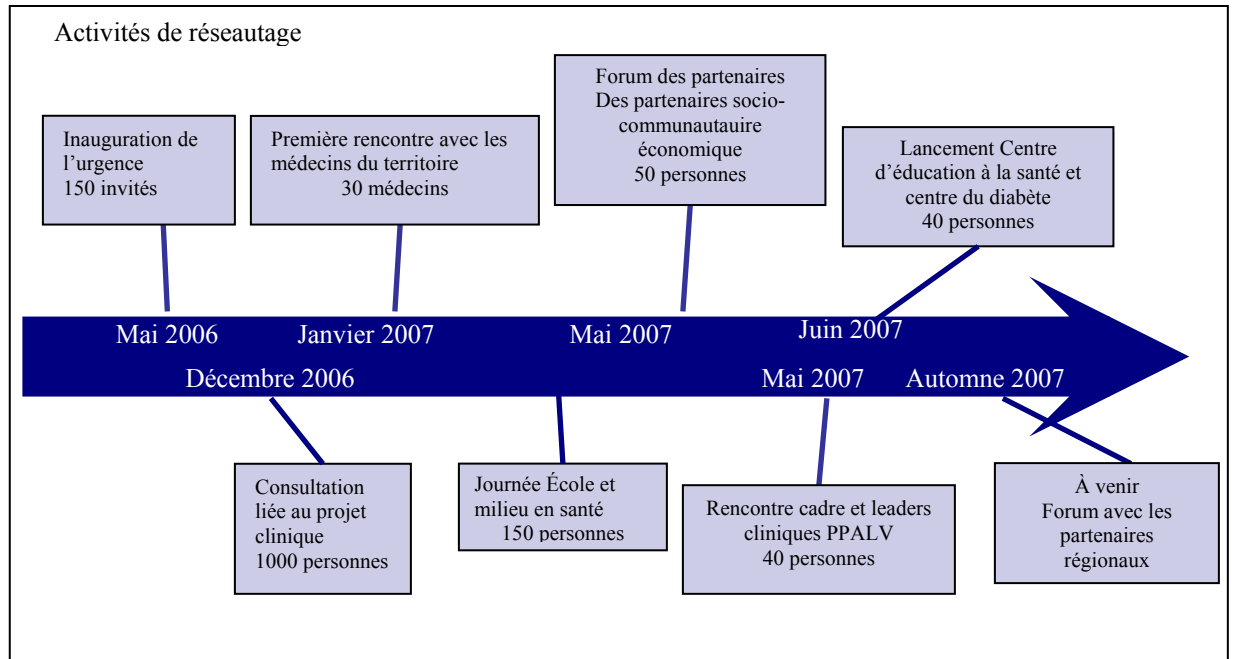 Activités de réseautage
Inauguration de
l'urgence
150 invités
Première rencontre avec les
médecins du territoire
30 médecins
Forum des partenaires
Des partenaires socio-
communautauire
économique
50 personnes
Lancement Centre
d'éducation à la santé et
centre du diabète
40 personnes
Mai 2006
Janvier 2007
Mai 2007
Juin 2007
Décembre 2006
Mai 2007
Automne 2007
Consultation
liée au projet
clinique
1000 personnes
Journée École et
milieu en santé
150 personnes
Rencontre cadre et leaders
cliniques PPALV
40 personnes
À venir
Forum avec les
partenaires
régionaux